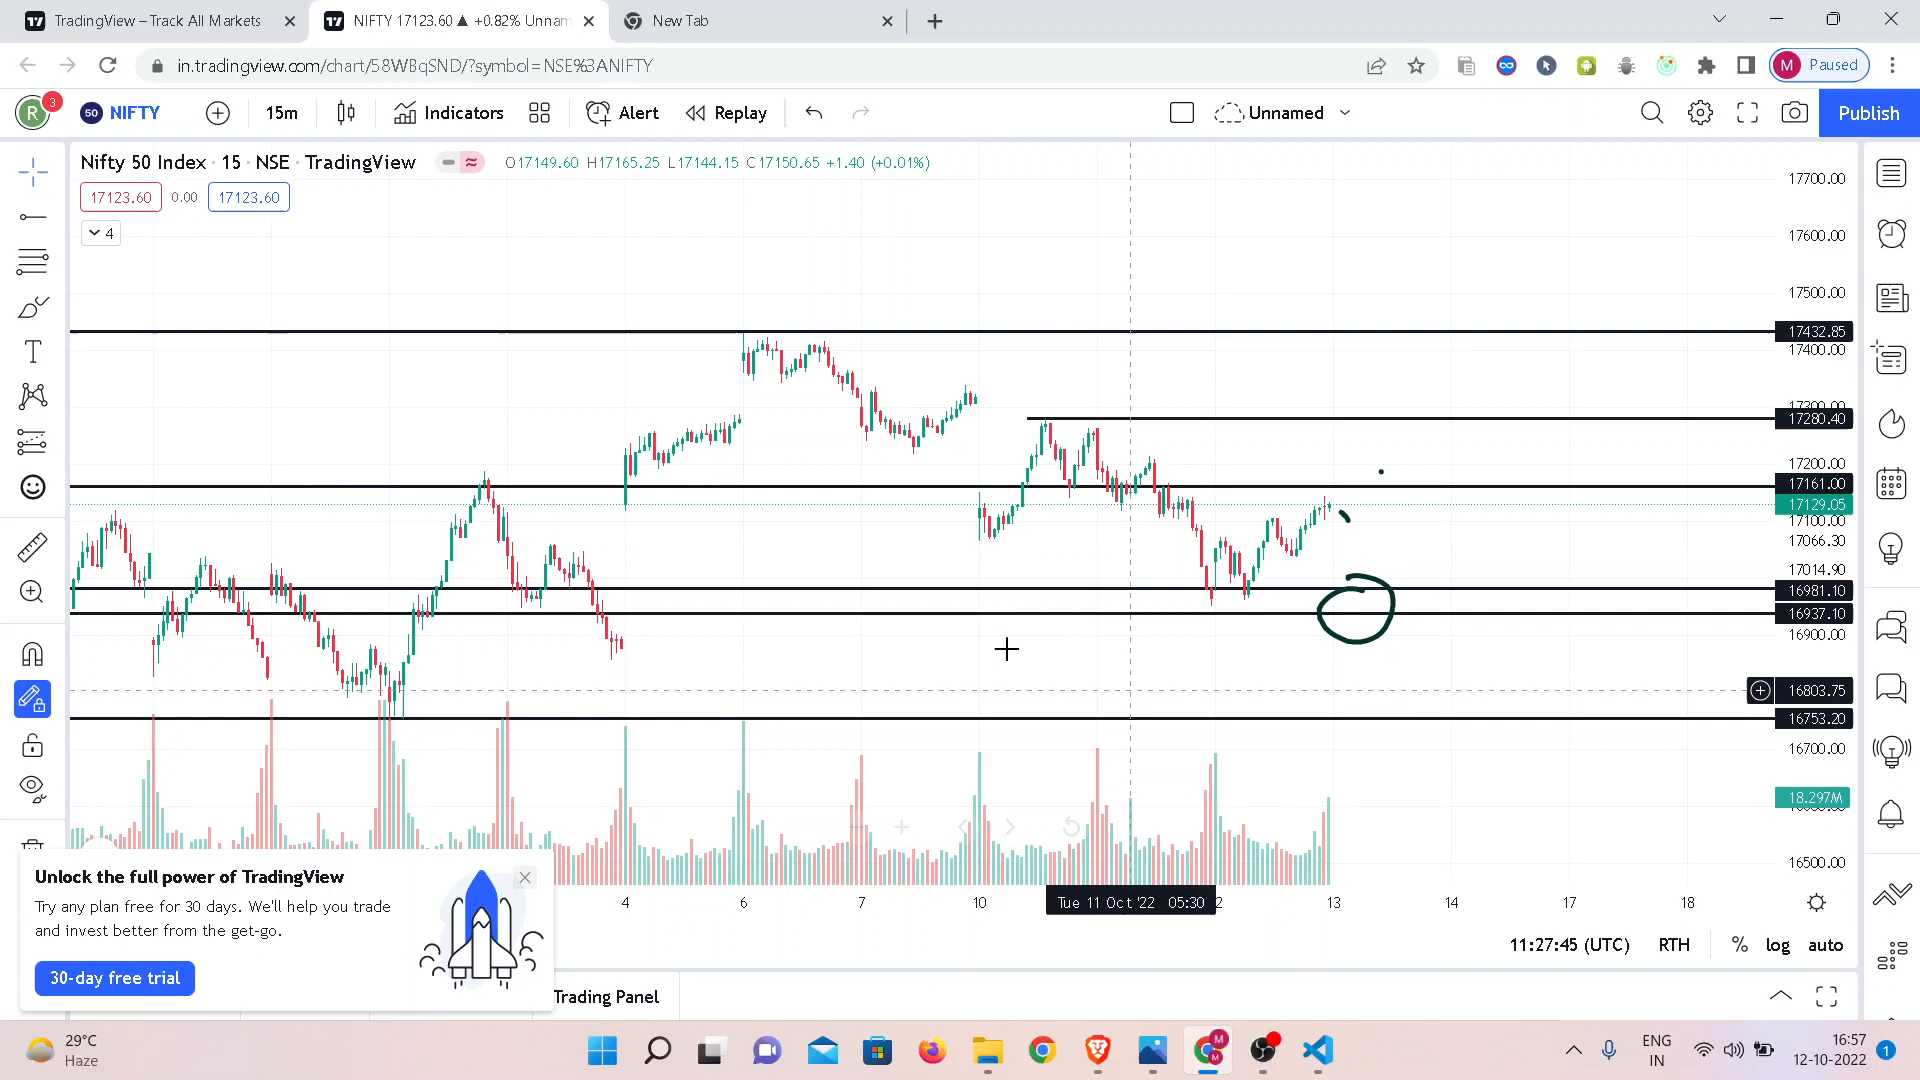 TradingView – Track All Markets
NIFTY 17123.60 ▲ +0.82% Unnam
New Tab
in.tradingview.com/chart/58WBqSND/?symbol=NSE%3ANIFTY
M Paused
R 3
50 NIFTY
15m
Indicators
Alert
Replay
Unnamed
Publish
Nifty 50 Index · 15 · NSE · TradingView
O17149.60 H17165.25 L17144.15 C17150.65 +1.40 (+0.01%)
17123.60 0.00 17123.60
4
17700.00
17600.00
17500.00
17432.85
17400.00
17300.00
17280.40
17200.00
17161.00
17129.05
17100.00
17066.30
17014.90
16981.10
16937.10
16900.00
16803.75
16753.20
16700.00
18.297M
16500.00
4 6 7 10 Tue 11 Oct '22 05:30 2 13 14 17 18
11:27:45 (UTC) RTH % log auto
Unlock the full power of TradingView
Try any plan free for 30 days. We'll help you trade
and invest better from the get-go.
30-day free trial
Trading Panel
29°C
Haze
ENG
IN
16:57
12-10-2022
1